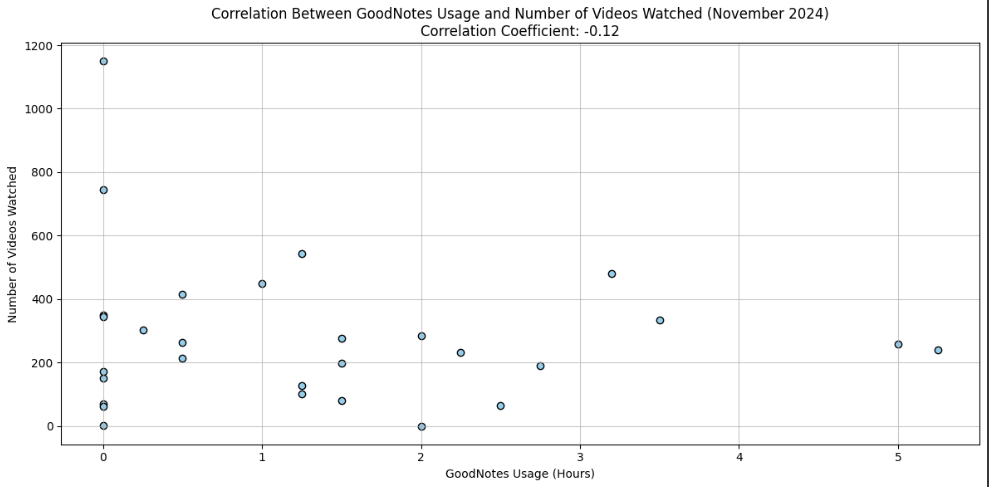 Correlation Between GoodNotes Usage and Number of Videos Watched (November 2024)
Correlation Coefficient: -0.12
Number of Videos Watched
1200
1000
800
600
400
200
0
0 1 2 3 4 5
GoodNotes Usage (Hours)